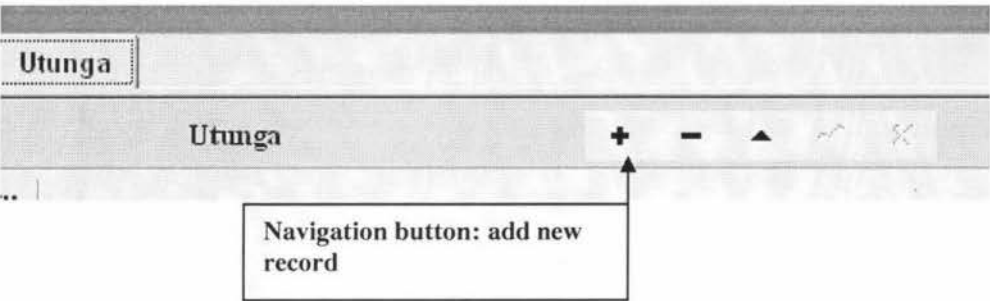 Utunga
Utunga
..
Navigation button: add new
record